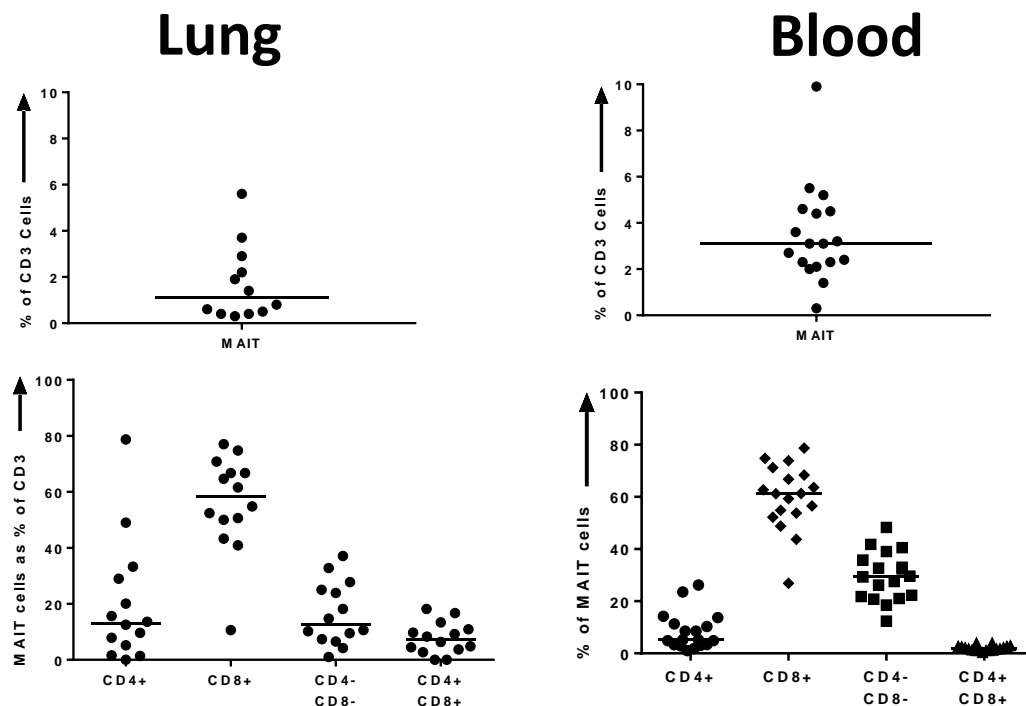 Lung
Blood
10
8
6
4
2
0
% of CD3 Cells
MAIT
10
8
6
4
2
0
% of CD3 Cells
MAIT
100
80
60
40
20
0
MAIT cells as % of CD3
CD4+ CD8+ CD4- CD4+
CD8- CD8+
100
80
60
40
20
0
% of MAIT cells
CD4+ CD8+ CD4- CD4+
CD8- CD8+